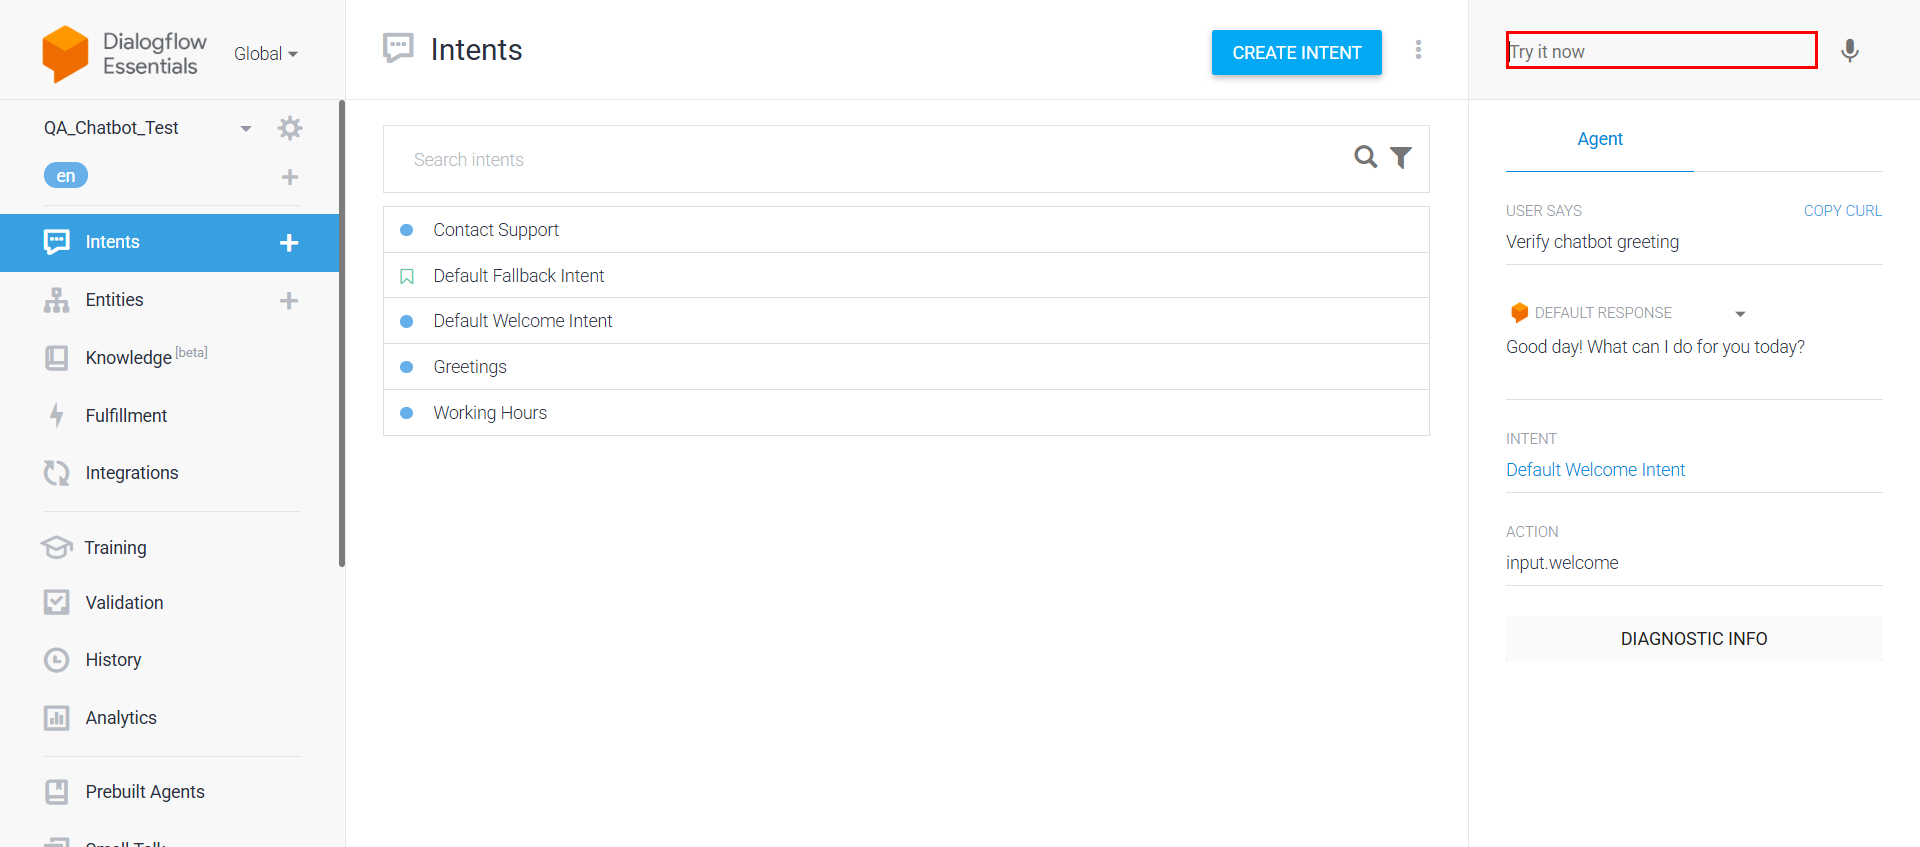 Dialogflow
Essentials
Global
Intents
CREATE INTENT
Try it now
QA_Chatbot_Test
en
Intents
Entities
Knowledge [beta]
Fulfillment
Integrations
Training
Validation
History
Analytics
Prebuilt Agents
Small Talk
Search intents
Contact Support
Default Fallback Intent
Default Welcome Intent
Greetings
Working Hours
Agent
USER SAYS COPY CURL
Verify chatbot greeting
DEFAULT RESPONSE
Good day! What can I do for you today?
INTENT
Default Welcome Intent
ACTION
input.welcome
DIAGNOSTIC INFO